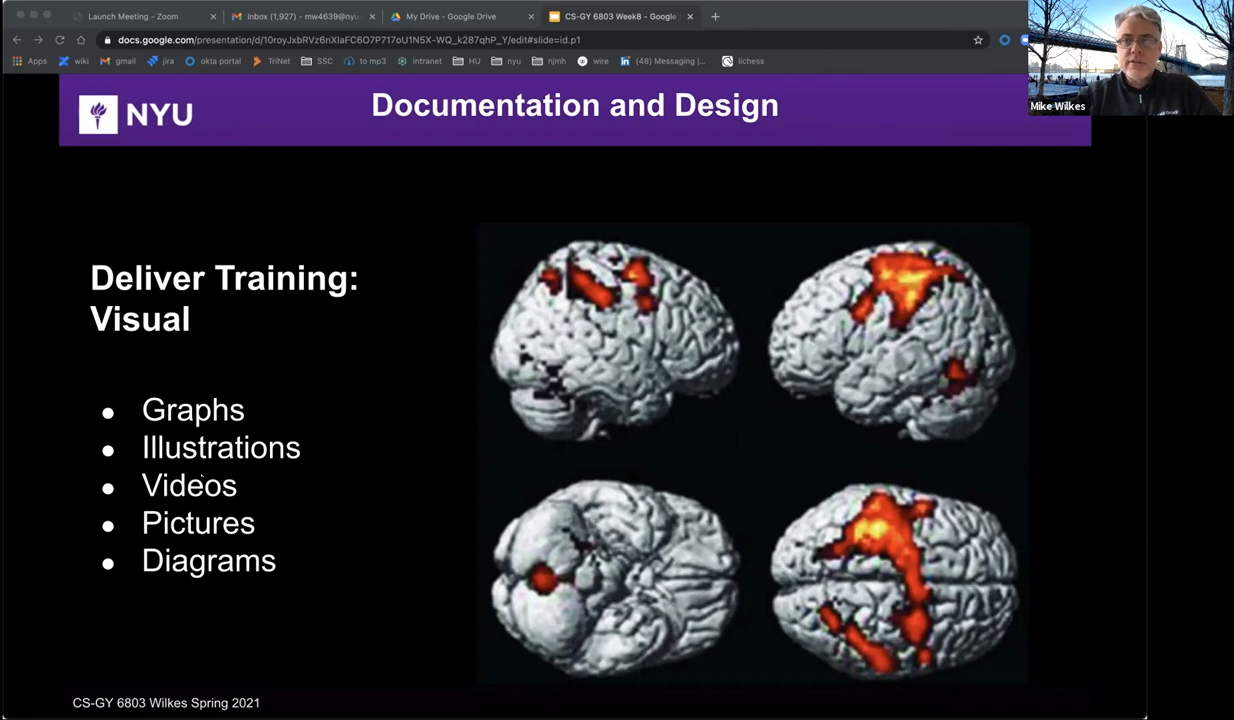 Launch Meeting - Zoom
Inbox (1,927) - mw4639@nyu
My Drive - Google Drive
CS-GY 6803 Week8 - Google
docs.google.com/presentation/d/10royJxbRVz6nXlaFC6O7P717oU1N5X-WQ_k287qhP_Y/edit#slide=id.p1
Apps
wiki
gmail
jira
okta portal
TriNet
SSC
to mp3
intranet
HU
nyu
njmh
wire
(48) Messaging |...
lichess
Mike Wilkes
NYU
Documentation and Design
Deliver Training:
Visual
● Graphs
● Illustrations
● Videos
● Pictures
● Diagrams
CS-GY 6803 Wilkes Spring 2021